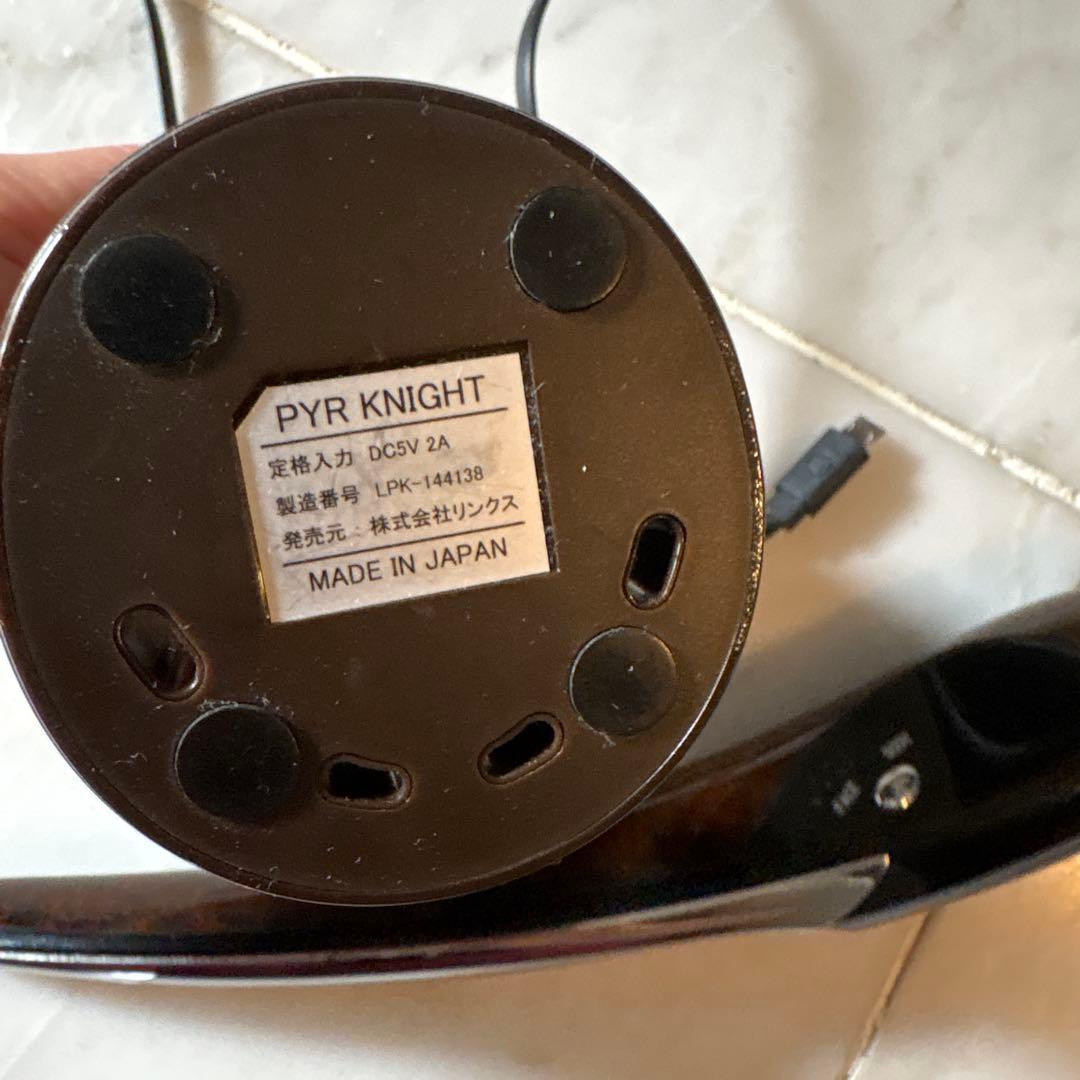 PYR KNIGHT
定格入力 DC5V 2A
製造番号 LPK-144138
発売元：株式会社リンクス
MADE IN JAPAN